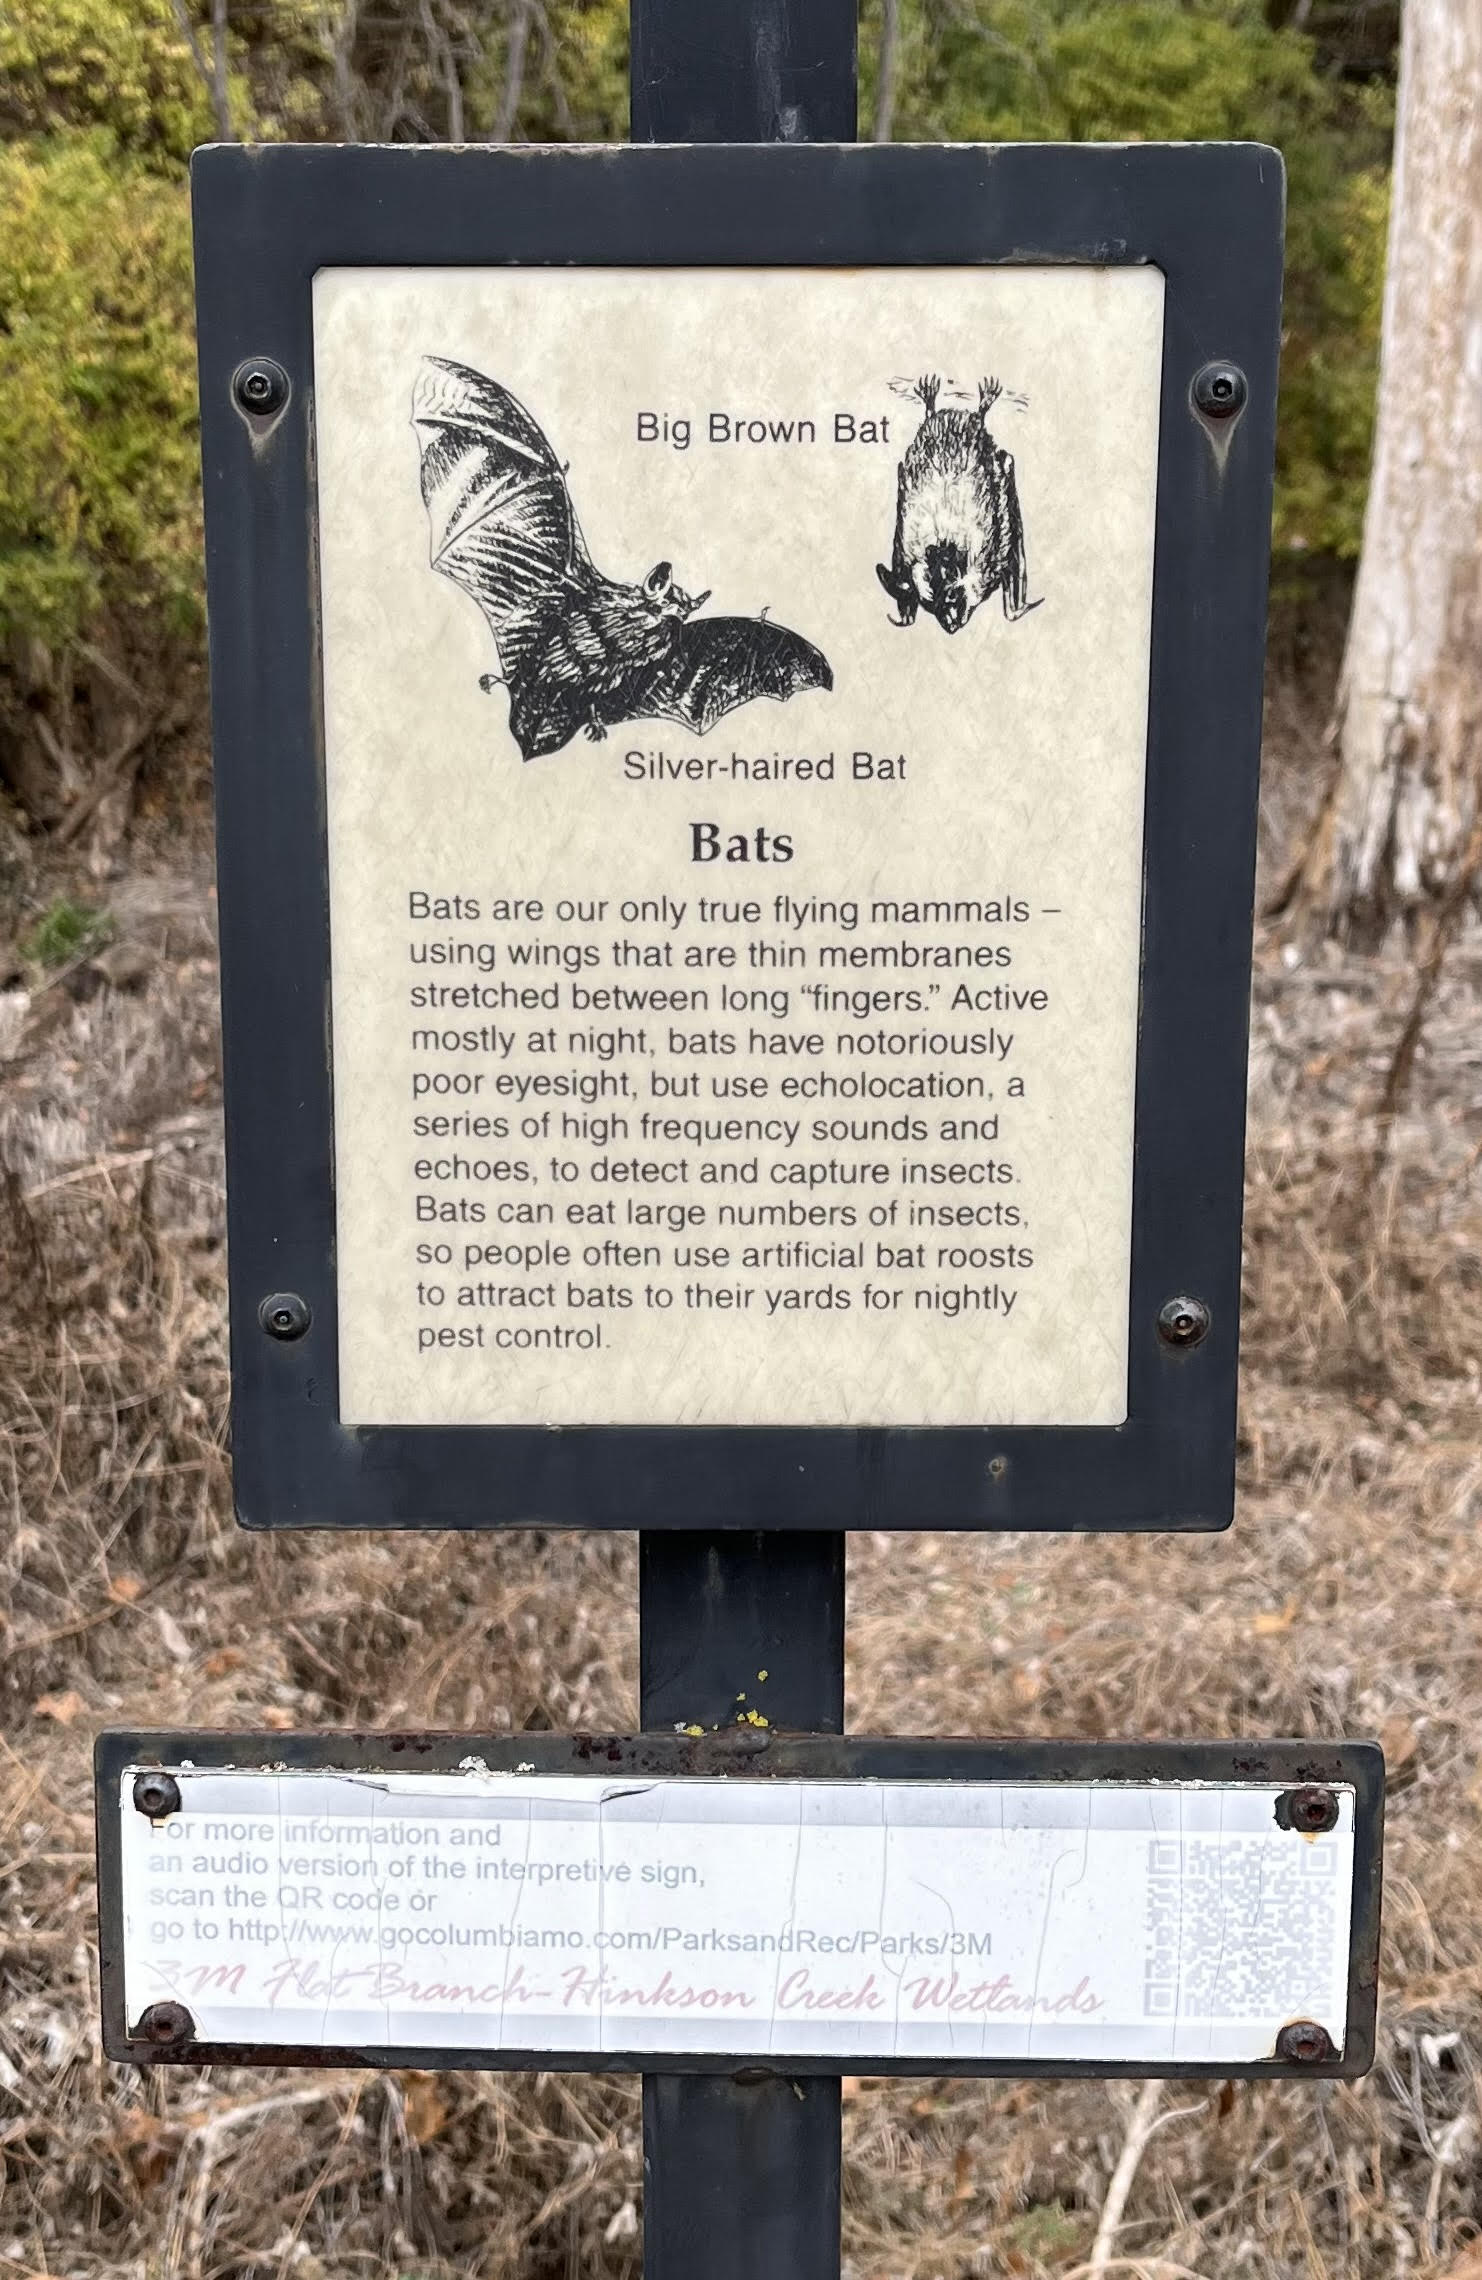 Big Brown Bat
Silver-haired Bat
Bats
Bats are our only true flying mammals –
using wings that are thin membranes
stretched between long “fingers.” Active
mostly at night, bats have notoriously
poor eyesight, but use echolocation, a
series of high frequency sounds and
echoes, to detect and capture insects.
Bats can eat large numbers of insects,
so people often use artificial bat roosts
to attract bats to their yards for nightly
pest control.
For more information and
an audio version of the interpretive sign,
scan the QR code or
go to http://www.gocolumbiamo.com/ParksandRec/Parks/3M
3M Flat Branch-Hinkson Creek Wetlands